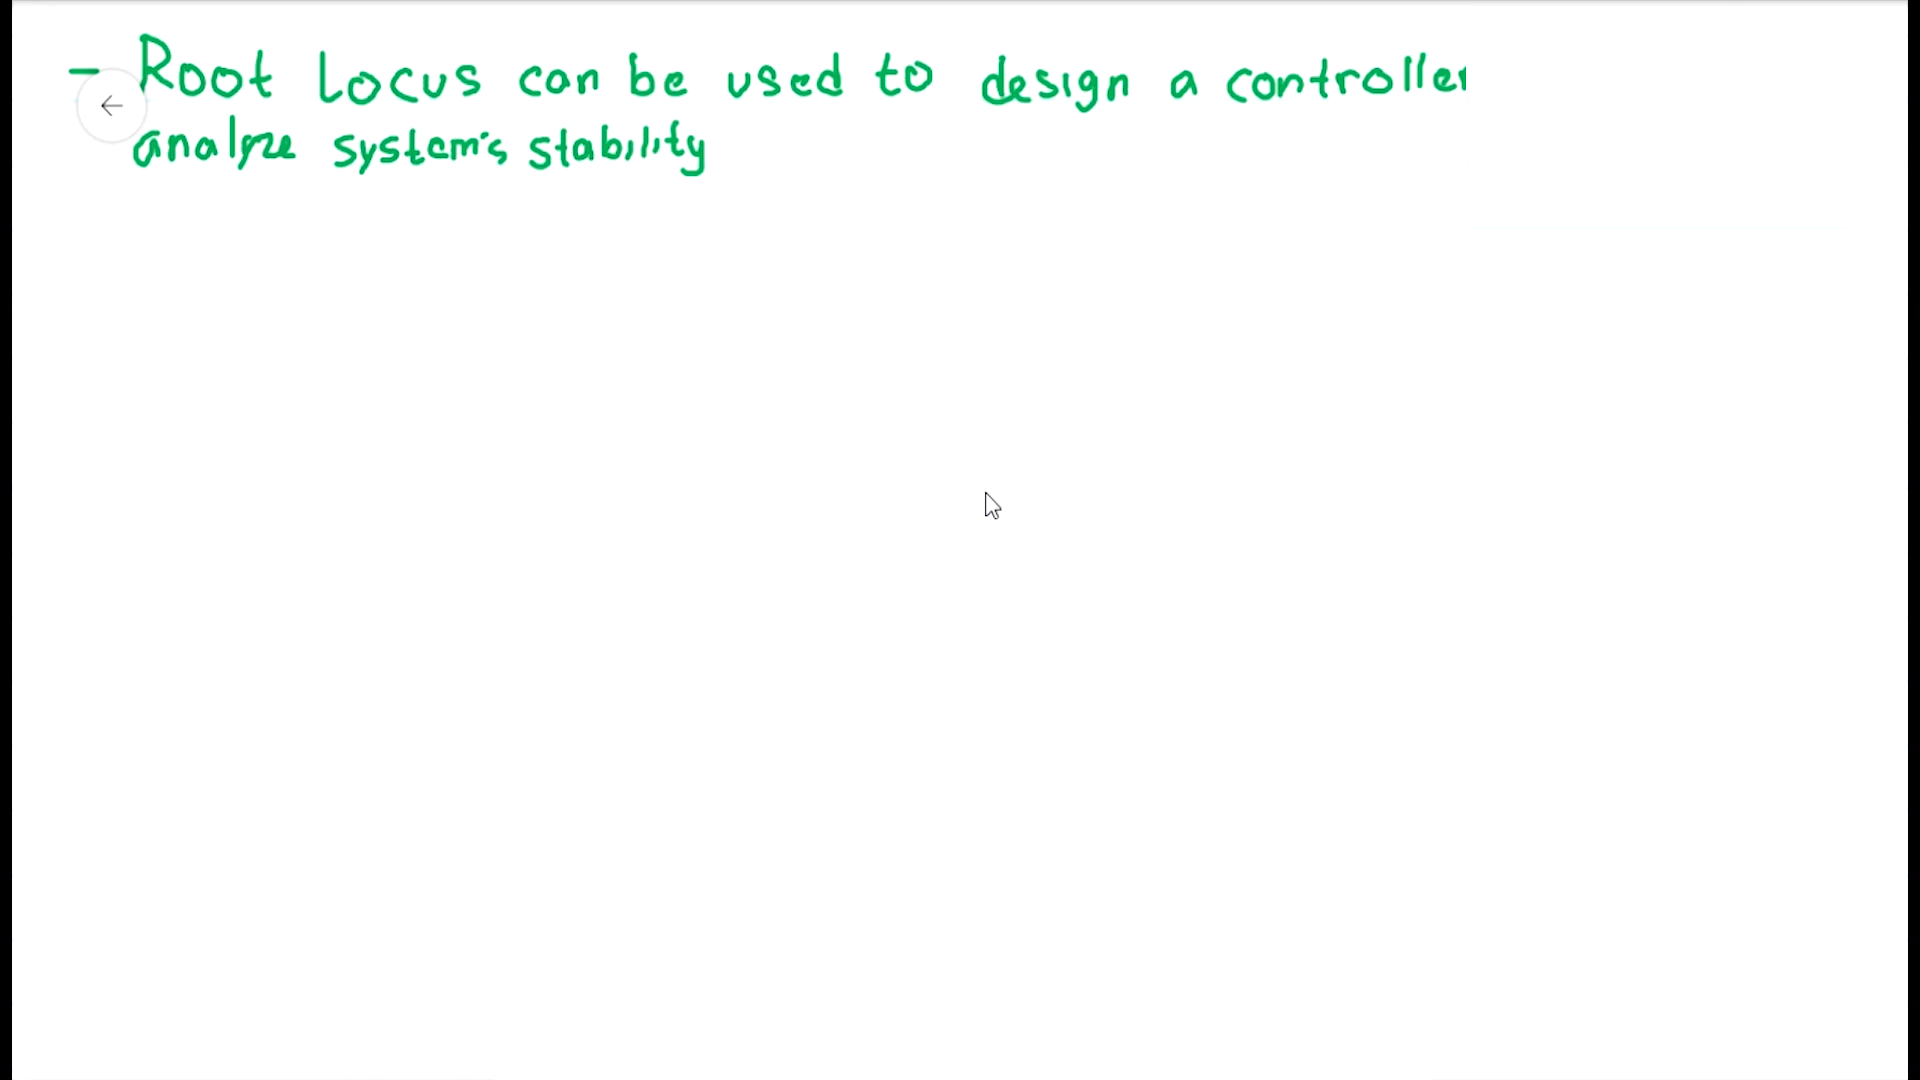 - Root Locus can be used to design a controller
analyze system's stability